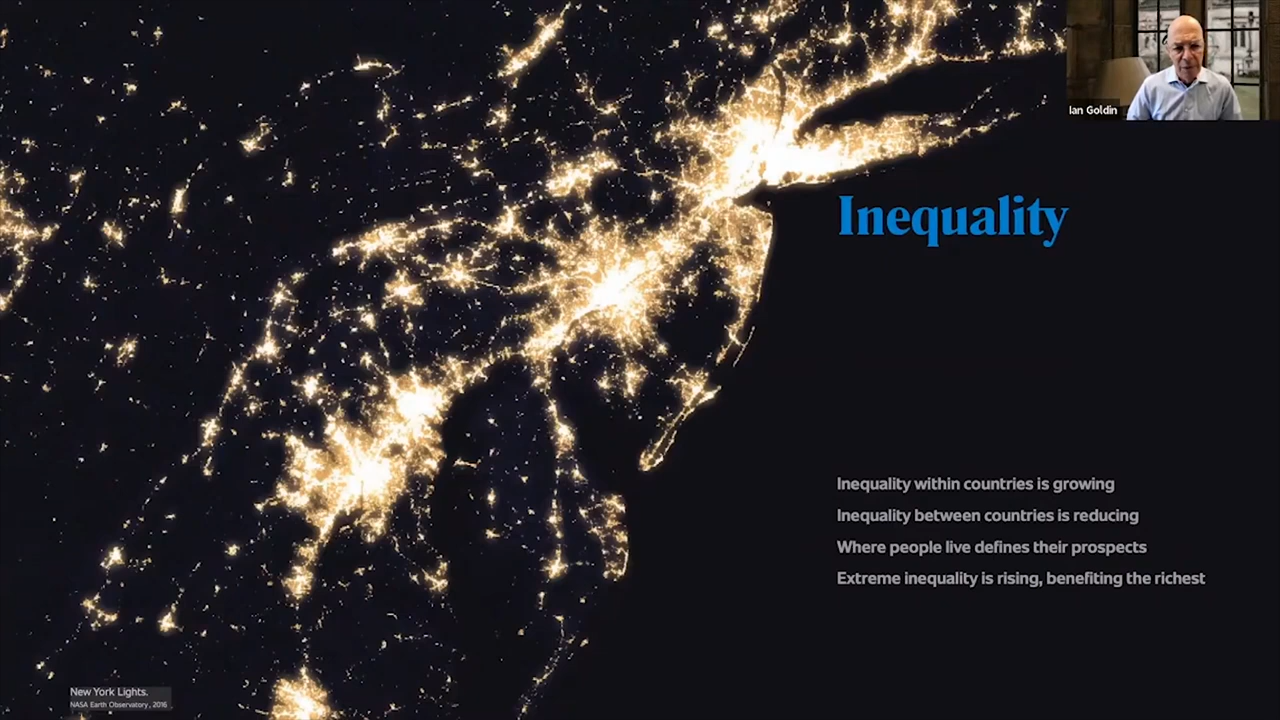 Ian Goldin
Inequality
Inequality within countries is growing
Inequality between countries is reducing
Where people live defines their prospects
Extreme inequality is rising, benefiting the richest
New York Lights.
NASA Earth Observatory, 2016